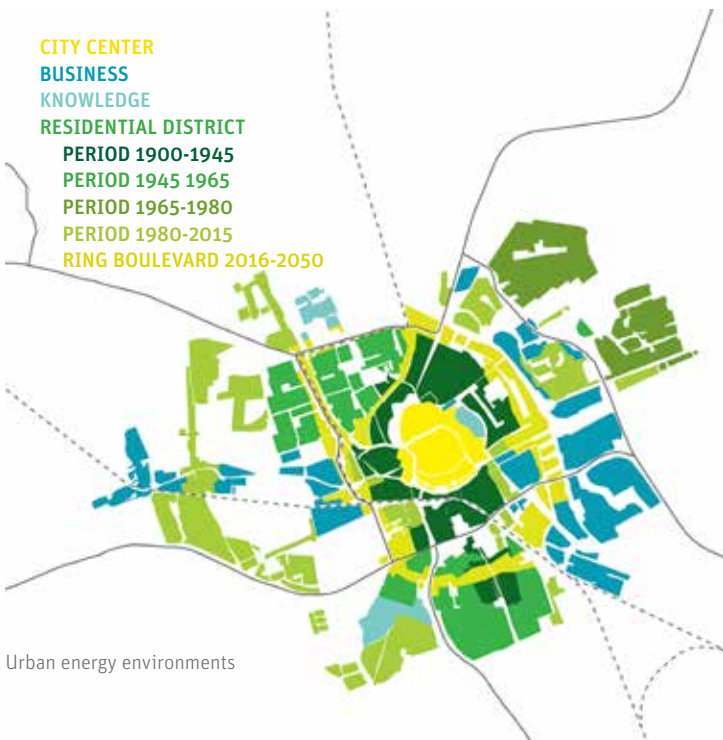 CITY CENTER
BUSINESS
KNOWLEDGE
RESIDENTIAL DISTRICT
PERIOD 1900-1945
PERIOD 1945 1965
PERIOD 1965-1980
PERIOD 1980-2015
RING BOULEVARD 2016-2050
Urban energy environments